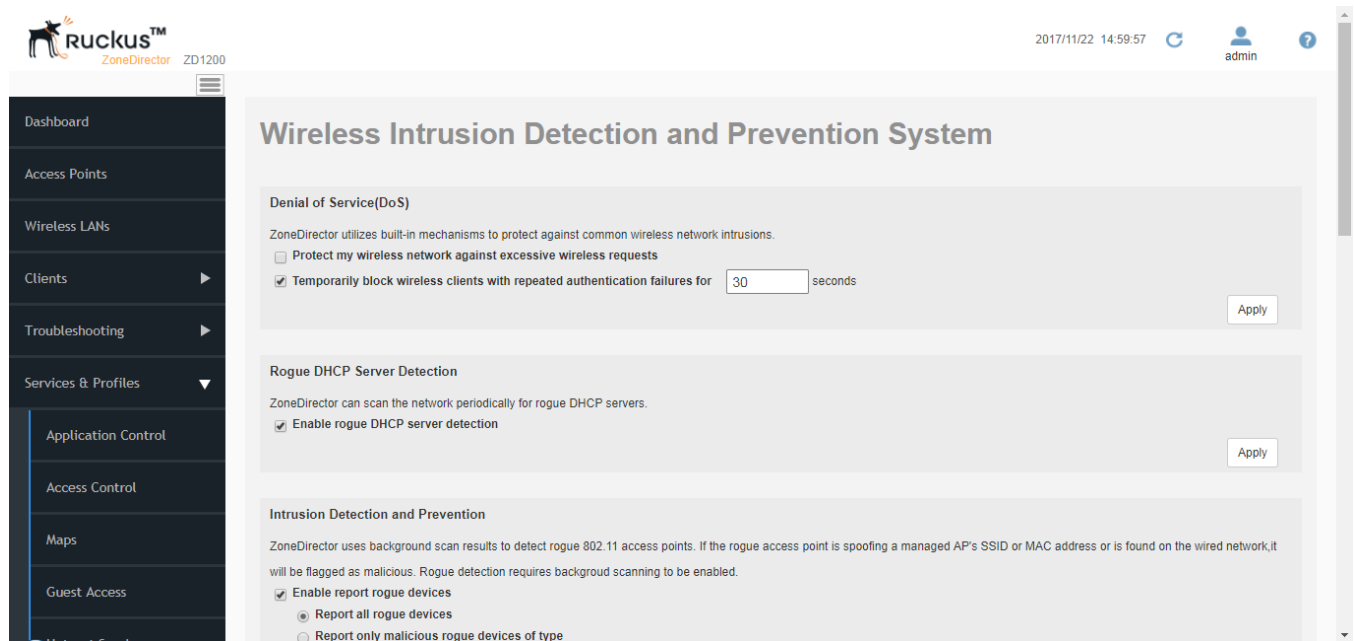 RUCKUS™
ZoneDirector ZD1200
2017/11/22 14:59:57
admin
?
Dashboard
Access Points
Wireless LANs
Clients
Troubleshooting
Services & Profiles
Application Control
Access Control
Maps
Guest Access
Wireless Intrusion Detection and Prevention System
Denial of Service(DoS)
ZoneDirector utilizes built-in mechanisms to protect against common wireless network intrusions.
Protect my wireless network against excessive wireless requests
Temporarily block wireless clients with repeated authentication failures for 30 seconds
Apply
Rogue DHCP Server Detection
ZoneDirector can scan the network periodically for rogue DHCP servers.
Enable rogue DHCP server detection
Apply
Intrusion Detection and Prevention
ZoneDirector uses background scan results to detect rogue 802.11 access points. If the rogue access point is spoofing a managed AP's SSID or MAC address or is found on the wired network,it
will be flagged as malicious. Rogue detection requires backgroud scanning to be enabled.
Enable report rogue devices
Report all rogue devices
Report only malicious rogue devices of type